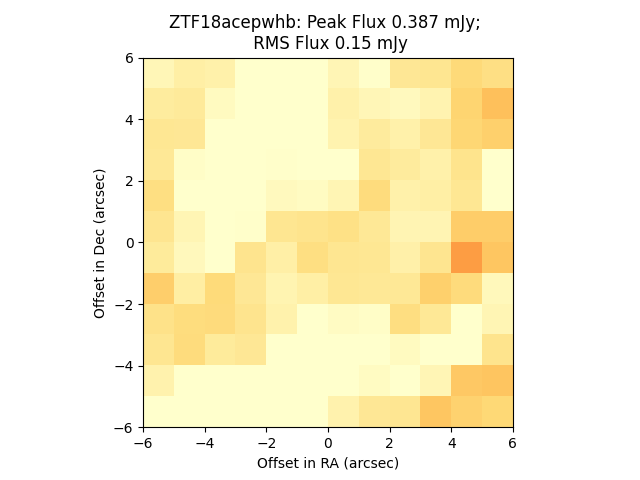 ZTF18acepwhb: Peak Flux 0.387 mJy;
RMS Flux 0.15 mJy
6
4
2
0
−2
−4
−6
Offset in Dec (arcsec)
−6 −4 −2 0 2 4 6
Offset in RA (arcsec)